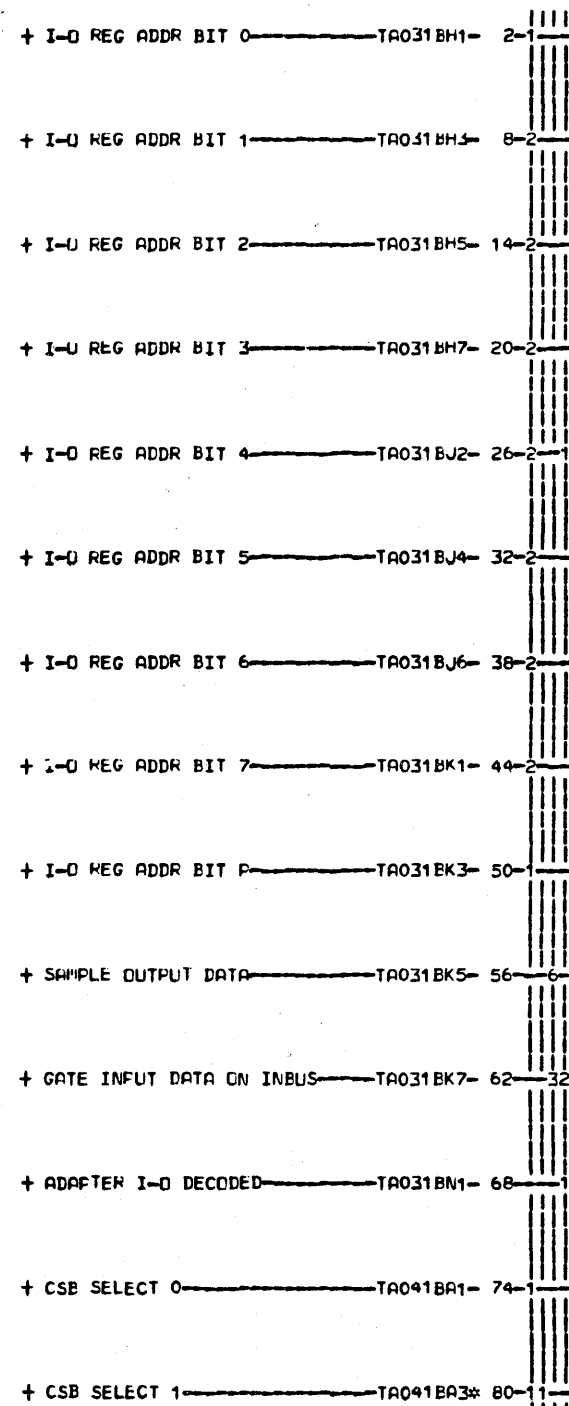 + I-O REG ADDR BIT 0 TA031BH1- 2-1
+ I-O REG ADDR BIT 1 TA031BH3- 8-2
+ I-O REG ADDR BIT 2 TA031BH5- 14-2
+ I-O REG ADDR BIT 3 TA031BH7- 20-2
+ I-O REG ADDR BIT 4 TA031BJ2- 26-2-1
+ I-O REG ADDR BIT 5 TA031BJ4- 32-2
+ I-O REG ADDR BIT 6 TA031BJ6- 38-2
+ I-O REG ADDR BIT 7 TA031BK1- 44-2
+ I-O REG ADDR BIT P TA031BK3- 50-1
+ SAMPLE OUTPUT DATA TA031BK5- 56-6
+ GATE INPUT DATA ON INBUS TA031BK7- 62-32
+ ADAPTER I-O DECODED TA031BN1- 68-1
+ CSB SELECT 0 TA041BA1- 74-1
+ CSB SELECT 1 TA041BA3* 80-11